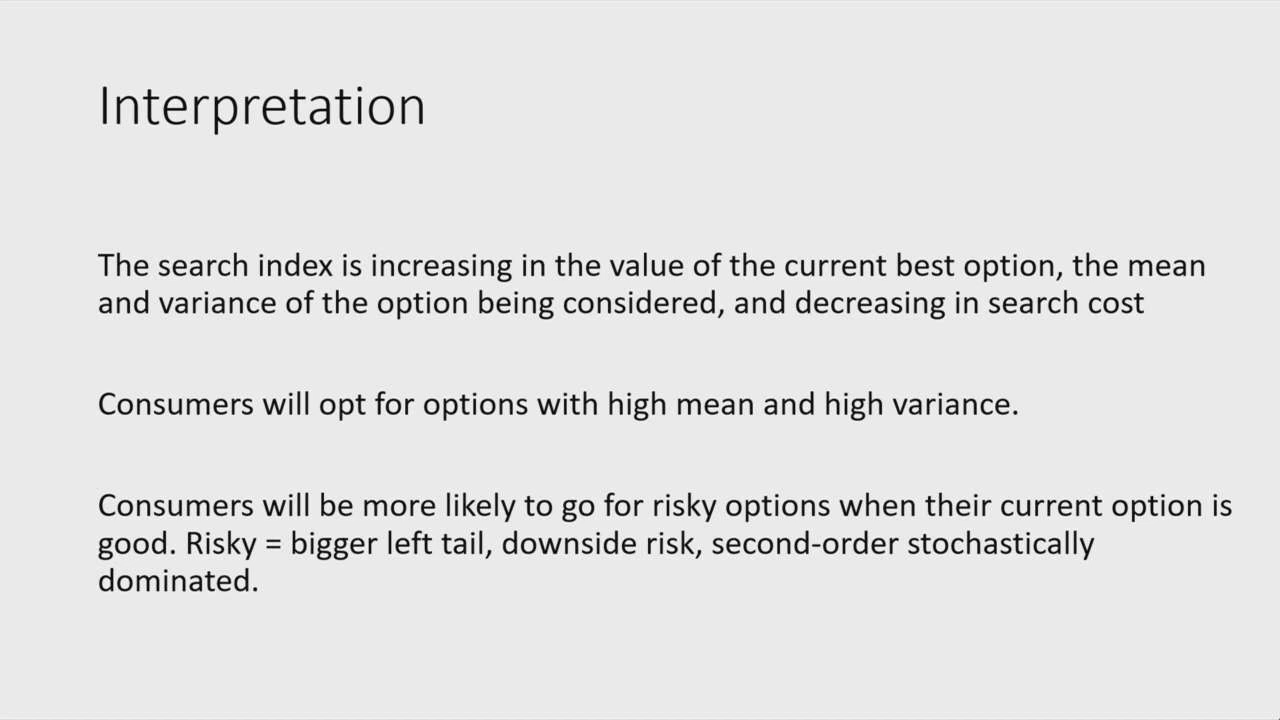 Interpretation
The search index is increasing in the value of the current best option, the mean
and variance of the option being considered, and decreasing in search cost
Consumers will opt for options with high mean and high variance.
Consumers will be more likely to go for risky options when their current option is
good. Risky = bigger left tail, downside risk, second-order stochastically
dominated.